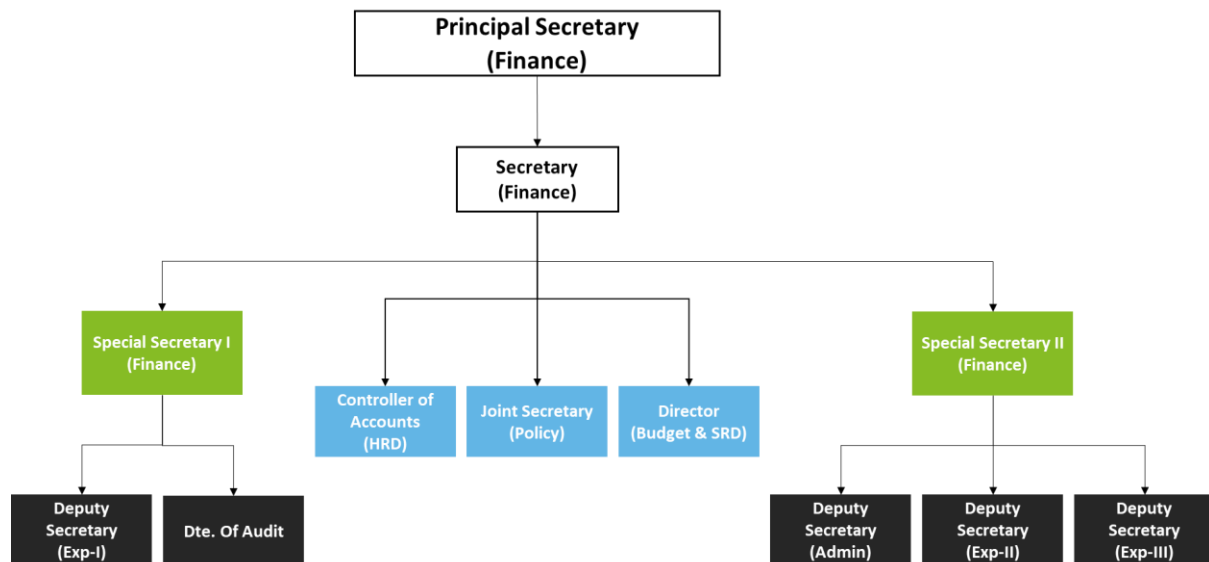 Principal Secretary
(Finance)
Secretary
(Finance)
Special Secretary I
(Finance)
Special Secretary II
(Finance)
Controller of
Accounts
(HRD)
Joint Secretary
(Policy)
Director
(Budget & SRD)
Deputy
Secretary
(Exp-I)
Dte. Of Audit
Deputy
Secretary
(Admin)
Deputy
Secretary
(Exp-II)
Deputy
Secretary
(Exp-III)